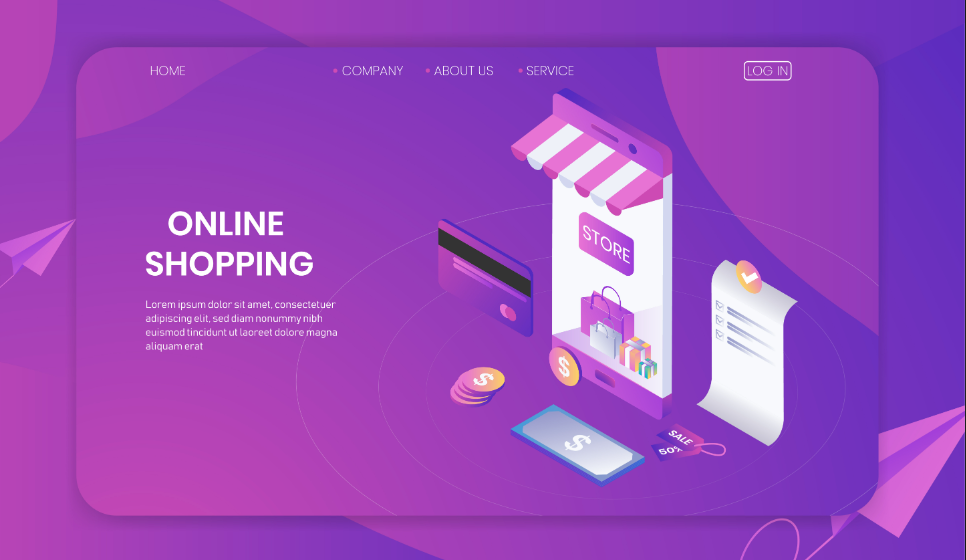 HOME
COMPANY
ABOUT US
SERVICE
LOG IN
ONLINE
SHOPPING
Lorem ipsum dolor sit amet, consectetuer
adipiscing elit, sed diam nonummy nibh
euismod tincidunt ut laoreet dolore magna
aliquam erat
STORE
$
$
$
SALE
50%